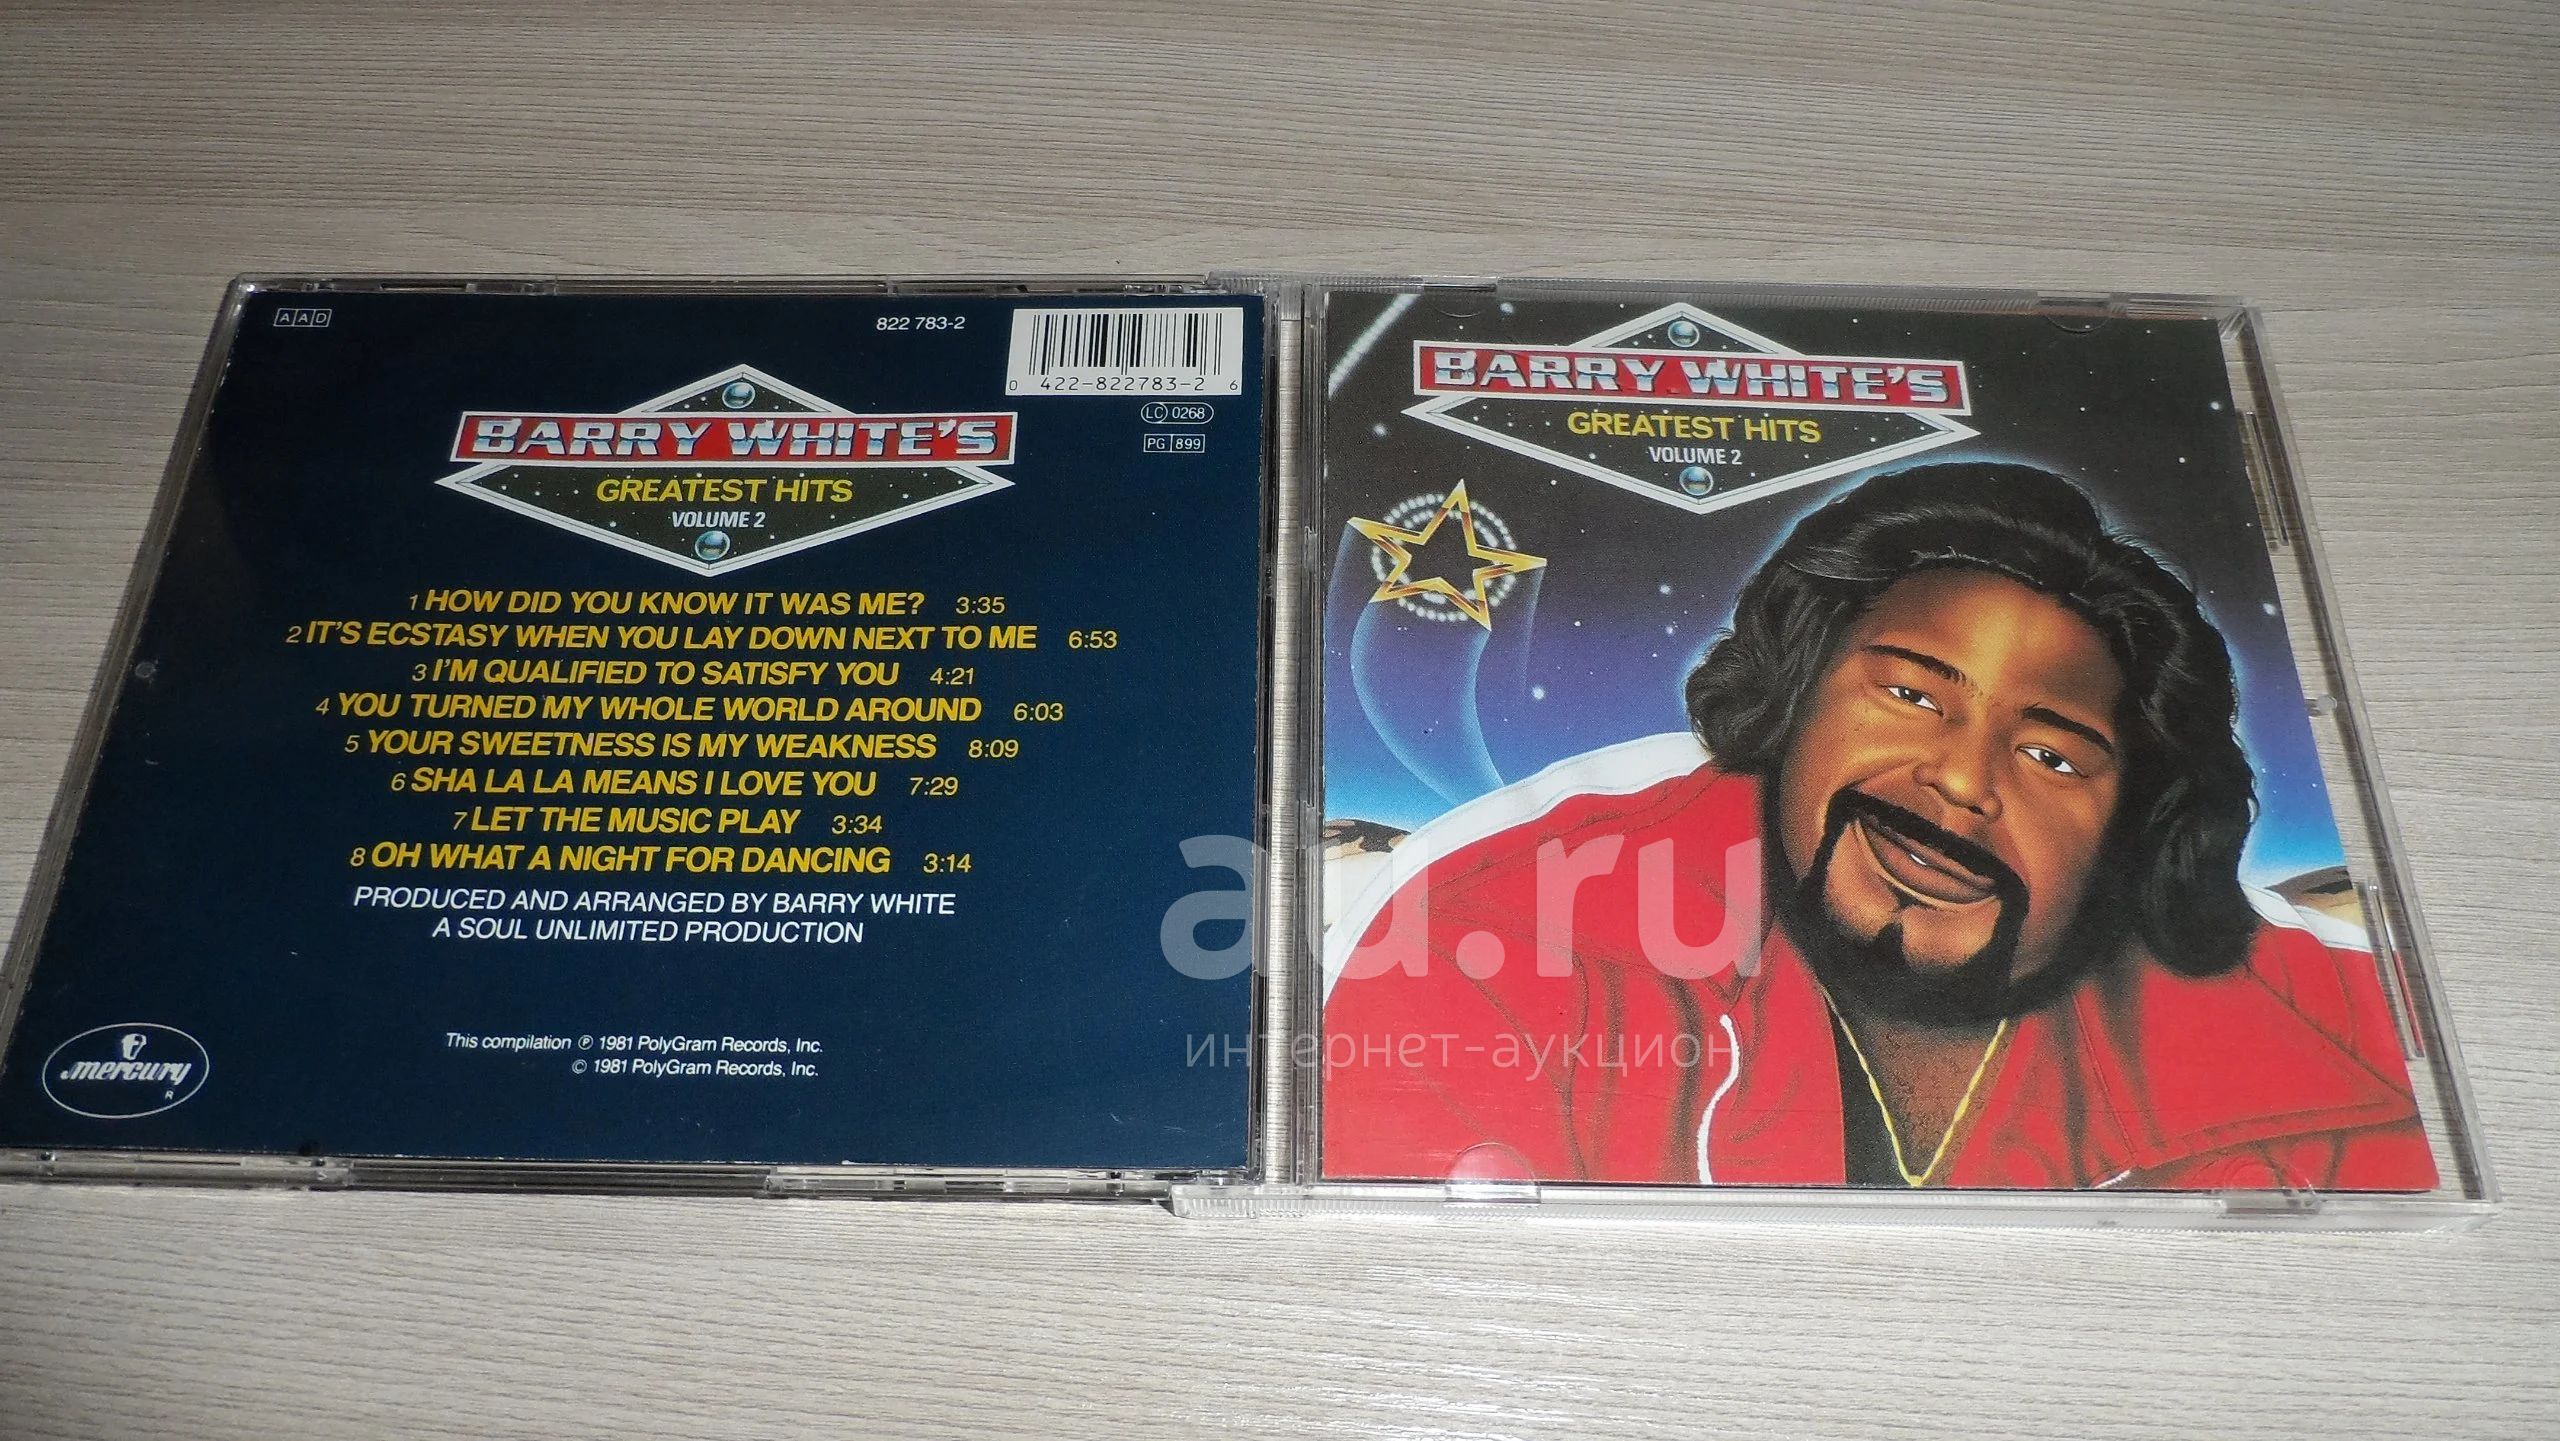 AAD
822 783-2
0 422-822783-2 6
LC 0268
PG 899
BARRY WHITE'S
GREATEST HITS
VOLUME 2
1 HOW DID YOU KNOW IT WAS ME? 3:35
2 IT'S ECSTASY WHEN YOU LAY DOWN NEXT TO ME 6:53
3 I'M QUALIFIED TO SATISFY YOU 4:21
4 YOU TURNED MY WHOLE WORLD AROUND 6:03
5 YOUR SWEETNESS IS MY WEAKNESS 8:09
6 SHA LA LA MEANS I LOVE YOU 7:29
7 LET THE MUSIC PLAY 3:34
8 OH WHAT A NIGHT FOR DANCING 3:14
PRODUCED AND ARRANGED BY BARRY WHITE
A SOUL UNLIMITED PRODUCTION
This compilation ℗ 1981 PolyGram Records, Inc.
© 1981 PolyGram Records, Inc.
mercury
R
BARRY WHITE'S
GREATEST HITS
VOLUME 2
au.ru
интернет-аукцион